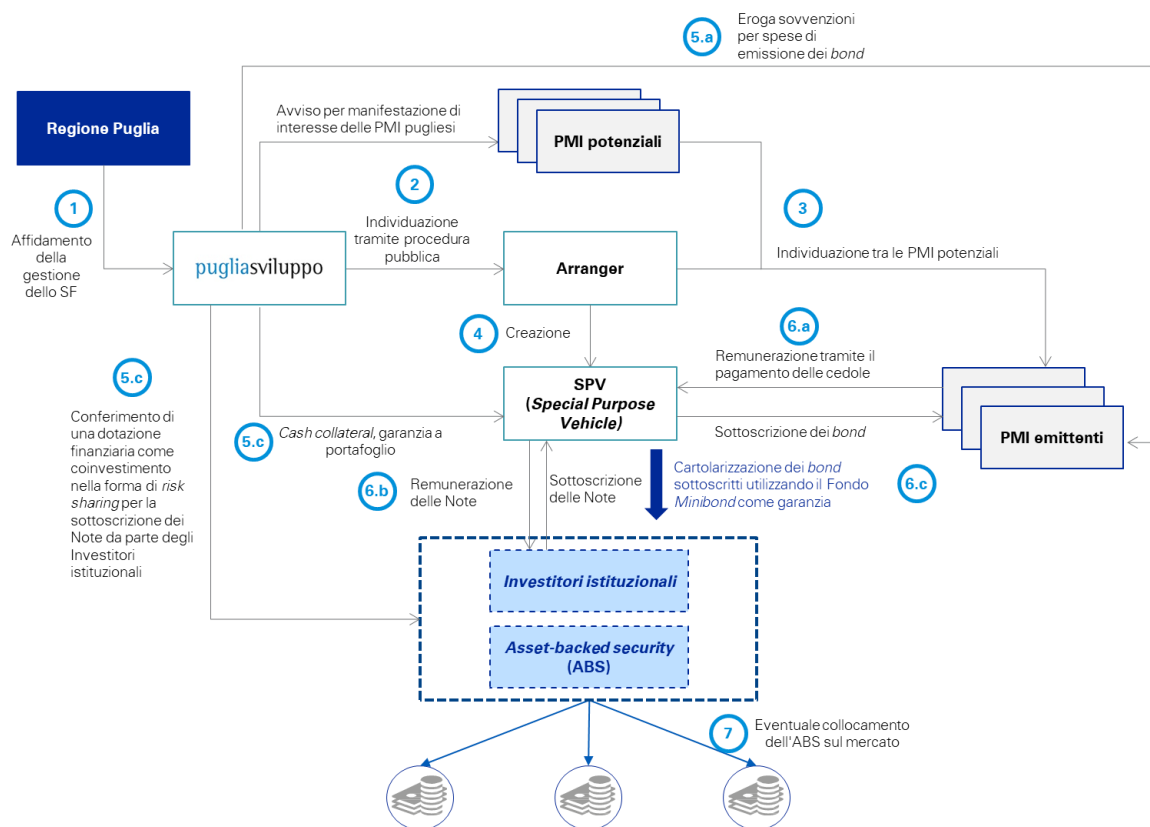 5.a
Eroga sovvenzioni
per spese di
emissione dei bond
Regione Puglia
Avviso per manifestazione di
interesse delle PMI pugliesi
PMI potenziali
1
Affidamento
della
gestione
dello SF
2
Individuazione
tramite procedura
pubblica
3
Individuazione tra le PMI potenziali
pugliasviluppo
Arranger
4
Creazione
6.a
Remunerazione tramite il
pagamento delle cedole
5.c
Conferimento di
una dotazione
finanziaria come
coinvestimento
nella forma di risk
sharing per la
sottoscrizione dei
Note da parte degli
Investitori
istituzionali
SPV
(Special Purpose
Vehicle)
5.c
Cash collateral, garanzia a
portafoglio
Sottoscrizione dei bond
PMI emittenti
6.b
Remunerazione
delle Note
Sottoscrizione
delle Note
Cartolarizzazione dei bond
sottoscritti utilizzando il Fondo
Minibond come garanzia
6.c
Investitori istituzionali
Asset-backed security
(ABS)
7
Eventuale collocamento
dell'ABS sul mercato